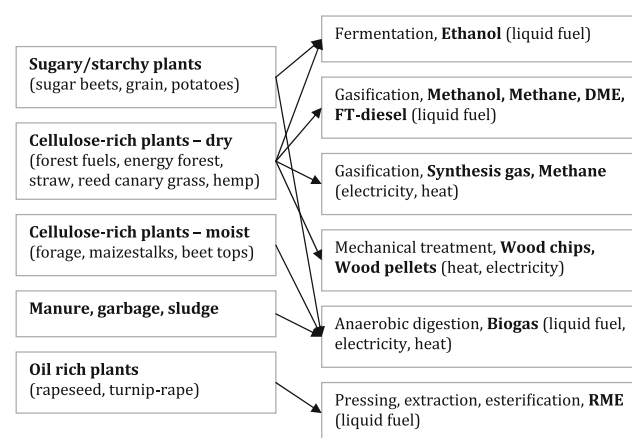 Sugary/starchy plants
(sugar beets, grain, potatoes)
Cellulose-rich plants – dry
(forest fuels, energy forest,
straw, reed canary grass, hemp)
Cellulose-rich plants – moist
(forage, maizestalks, beet tops)
Manure, garbage, sludge
Oil rich plants
(rapeseed, turnip-rape)
Fermentation, Ethanol (liquid fuel)
Gasification, Methanol, Methane, DME,
FT-diesel (liquid fuel)
Gasification, Synthesis gas, Methane
(electricity, heat)
Mechanical treatment, Wood chips,
Wood pellets (heat, electricity)
Anaerobic digestion, Biogas (liquid fuel,
electricity, heat)
Pressing, extraction, esterification, RME
(liquid fuel)